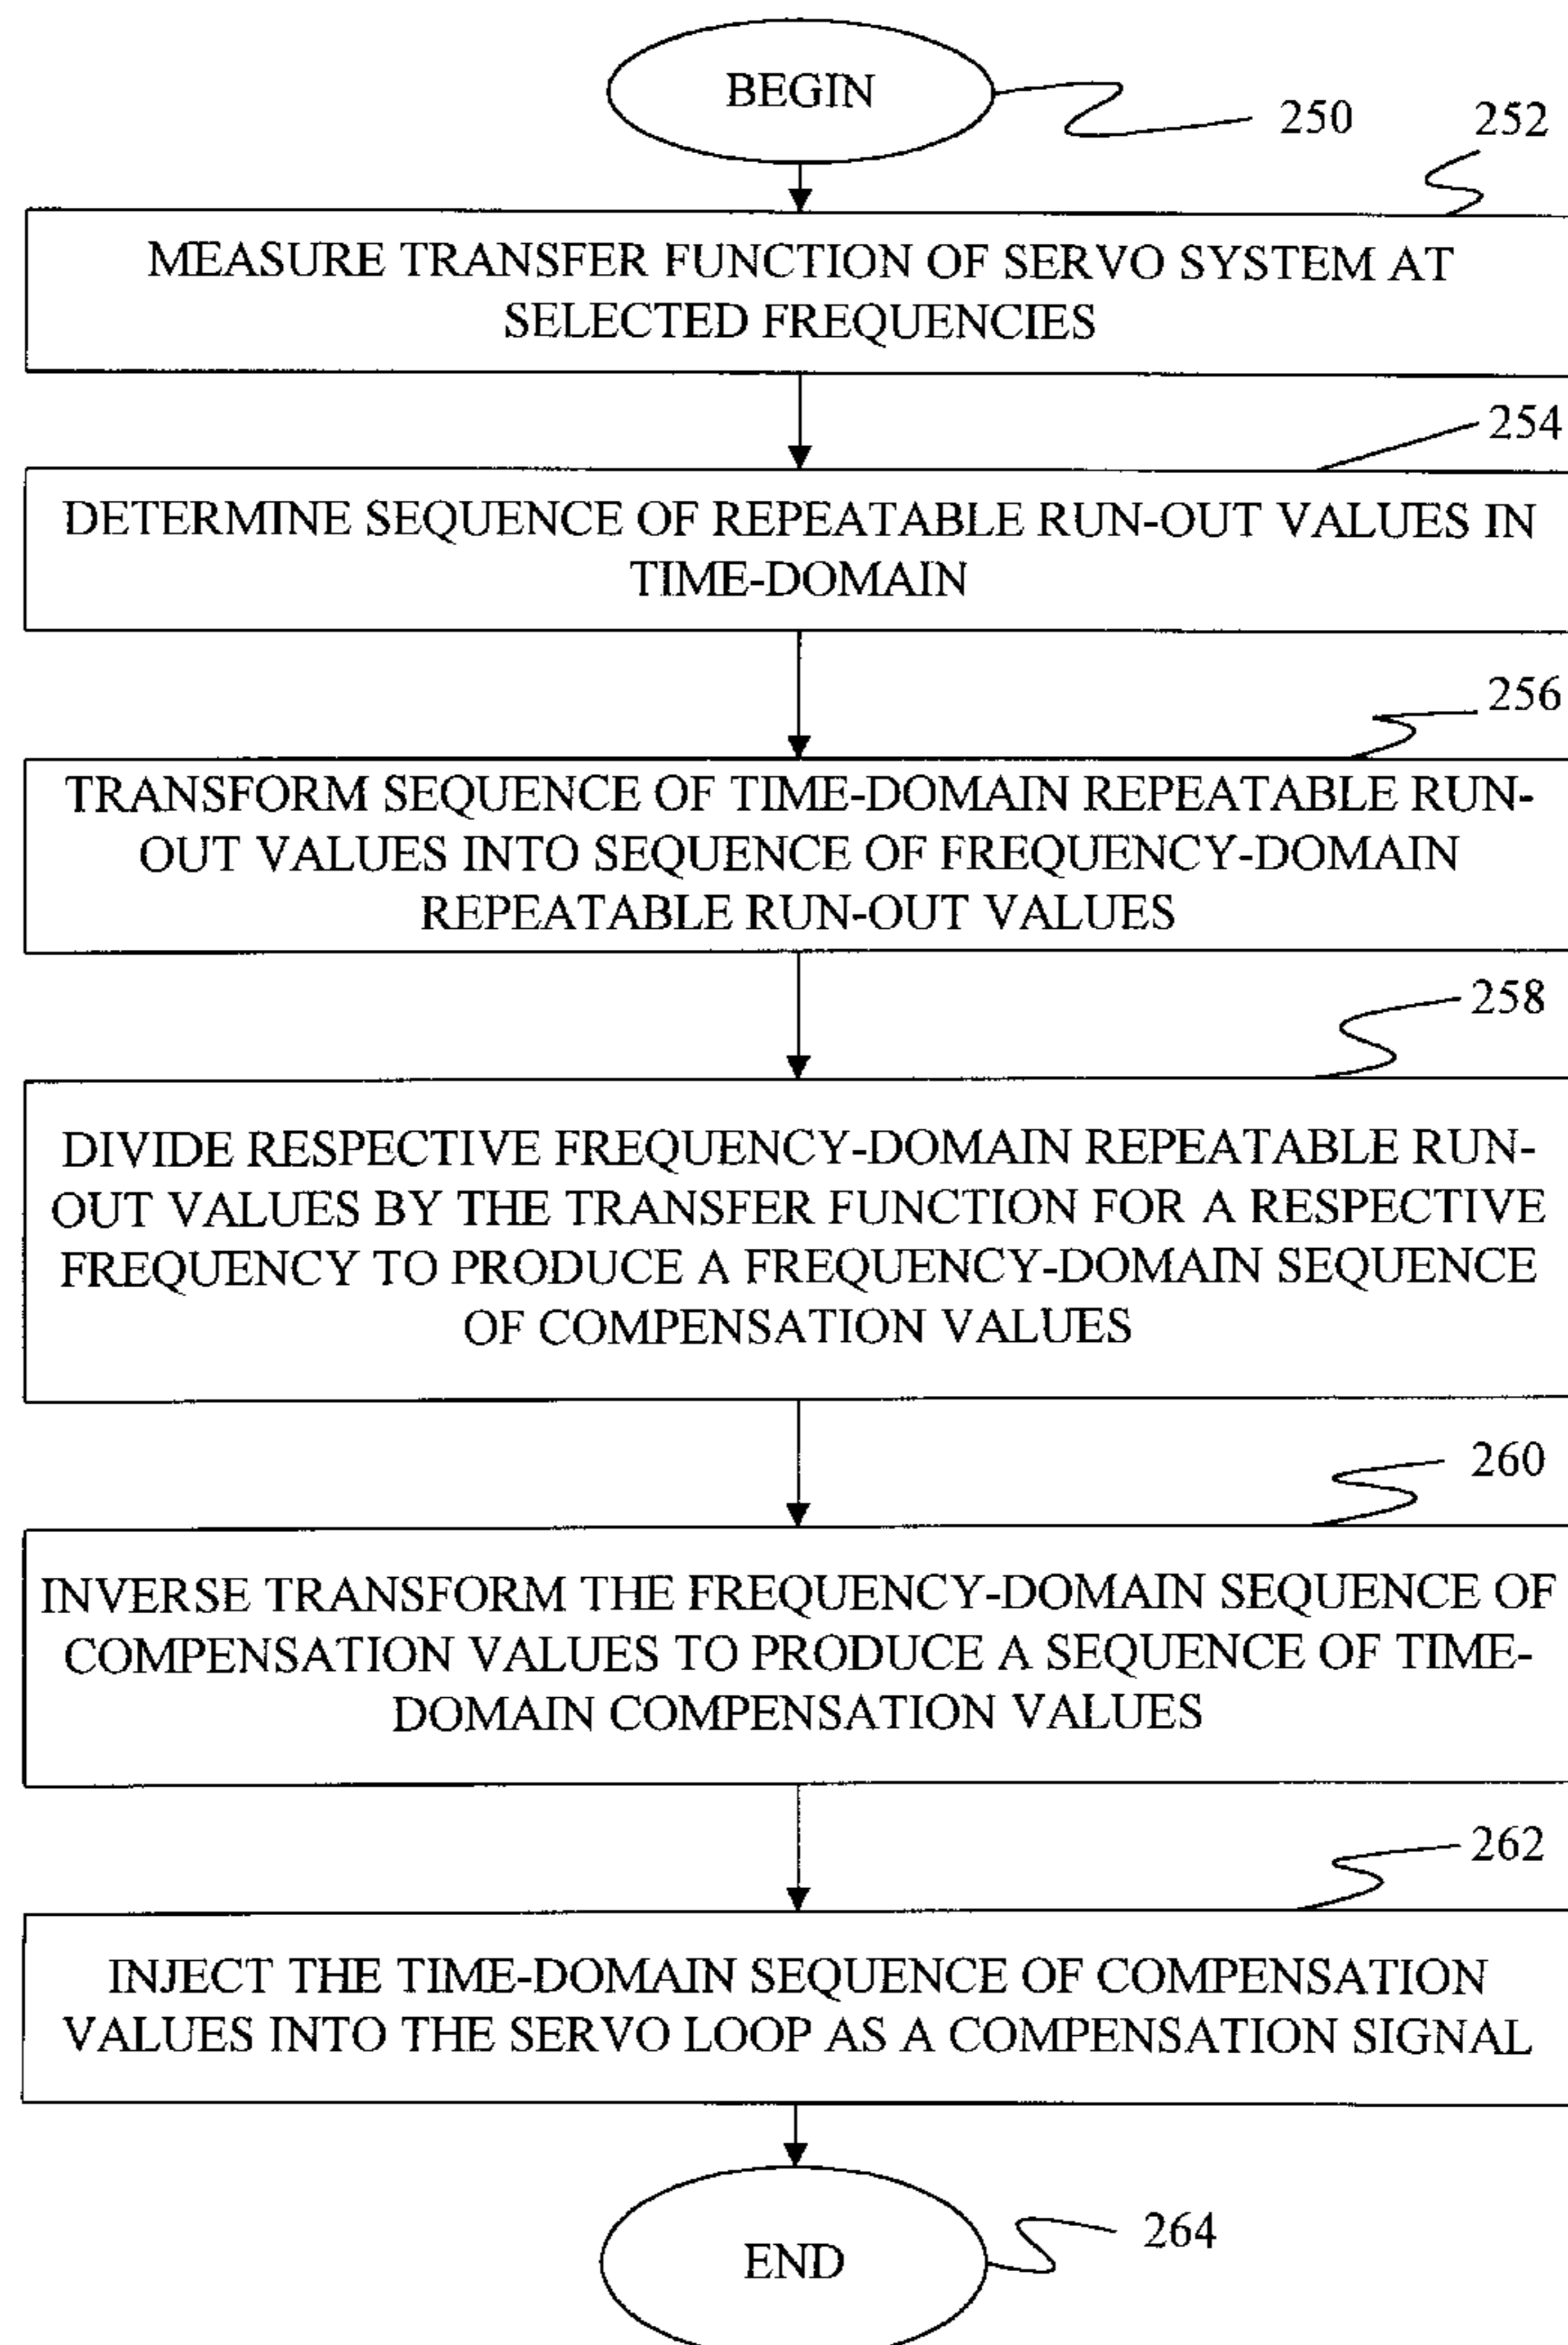 BEGIN
250
252
MEASURE TRANSFER FUNCTION OF SERVO SYSTEM AT
SELECTED FREQUENCIES
254
DETERMINE SEQUENCE OF REPEATABLE RUN-OUT VALUES IN
TIME-DOMAIN
256
TRANSFORM SEQUENCE OF TIME-DOMAIN REPEATABLE RUN-
OUT VALUES INTO SEQUENCE OF FREQUENCY-DOMAIN
REPEATABLE RUN-OUT VALUES
258
DIVIDE RESPECTIVE FREQUENCY-DOMAIN REPEATABLE RUN-
OUT VALUES BY THE TRANSFER FUNCTION FOR A RESPECTIVE
FREQUENCY TO PRODUCE A FREQUENCY-DOMAIN SEQUENCE
OF COMPENSATION VALUES
260
INVERSE TRANSFORM THE FREQUENCY-DOMAIN SEQUENCE OF
COMPENSATION VALUES TO PRODUCE A SEQUENCE OF TIME-
DOMAIN COMPENSATION VALUES
262
INJECT THE TIME-DOMAIN SEQUENCE OF COMPENSATION
VALUES INTO THE SERVO LOOP AS A COMPENSATION SIGNAL
264
END